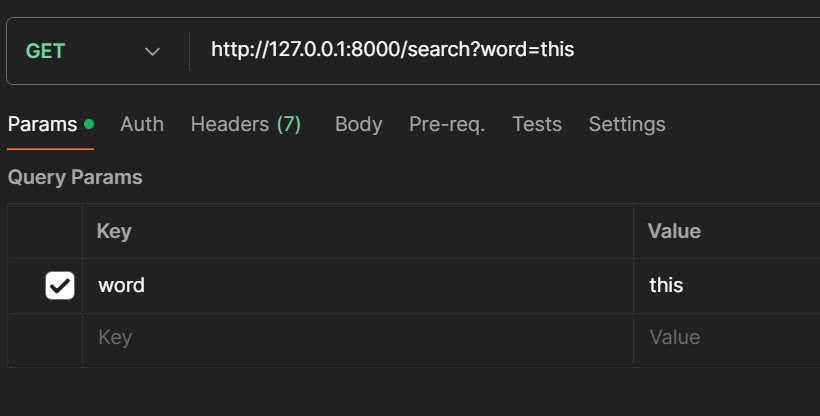 GET http://127.0.0.1:8000/search?word=this
Params Auth Headers (7) Body Pre-req. Tests Settings
Query Params
Key Value
word this
Key Value